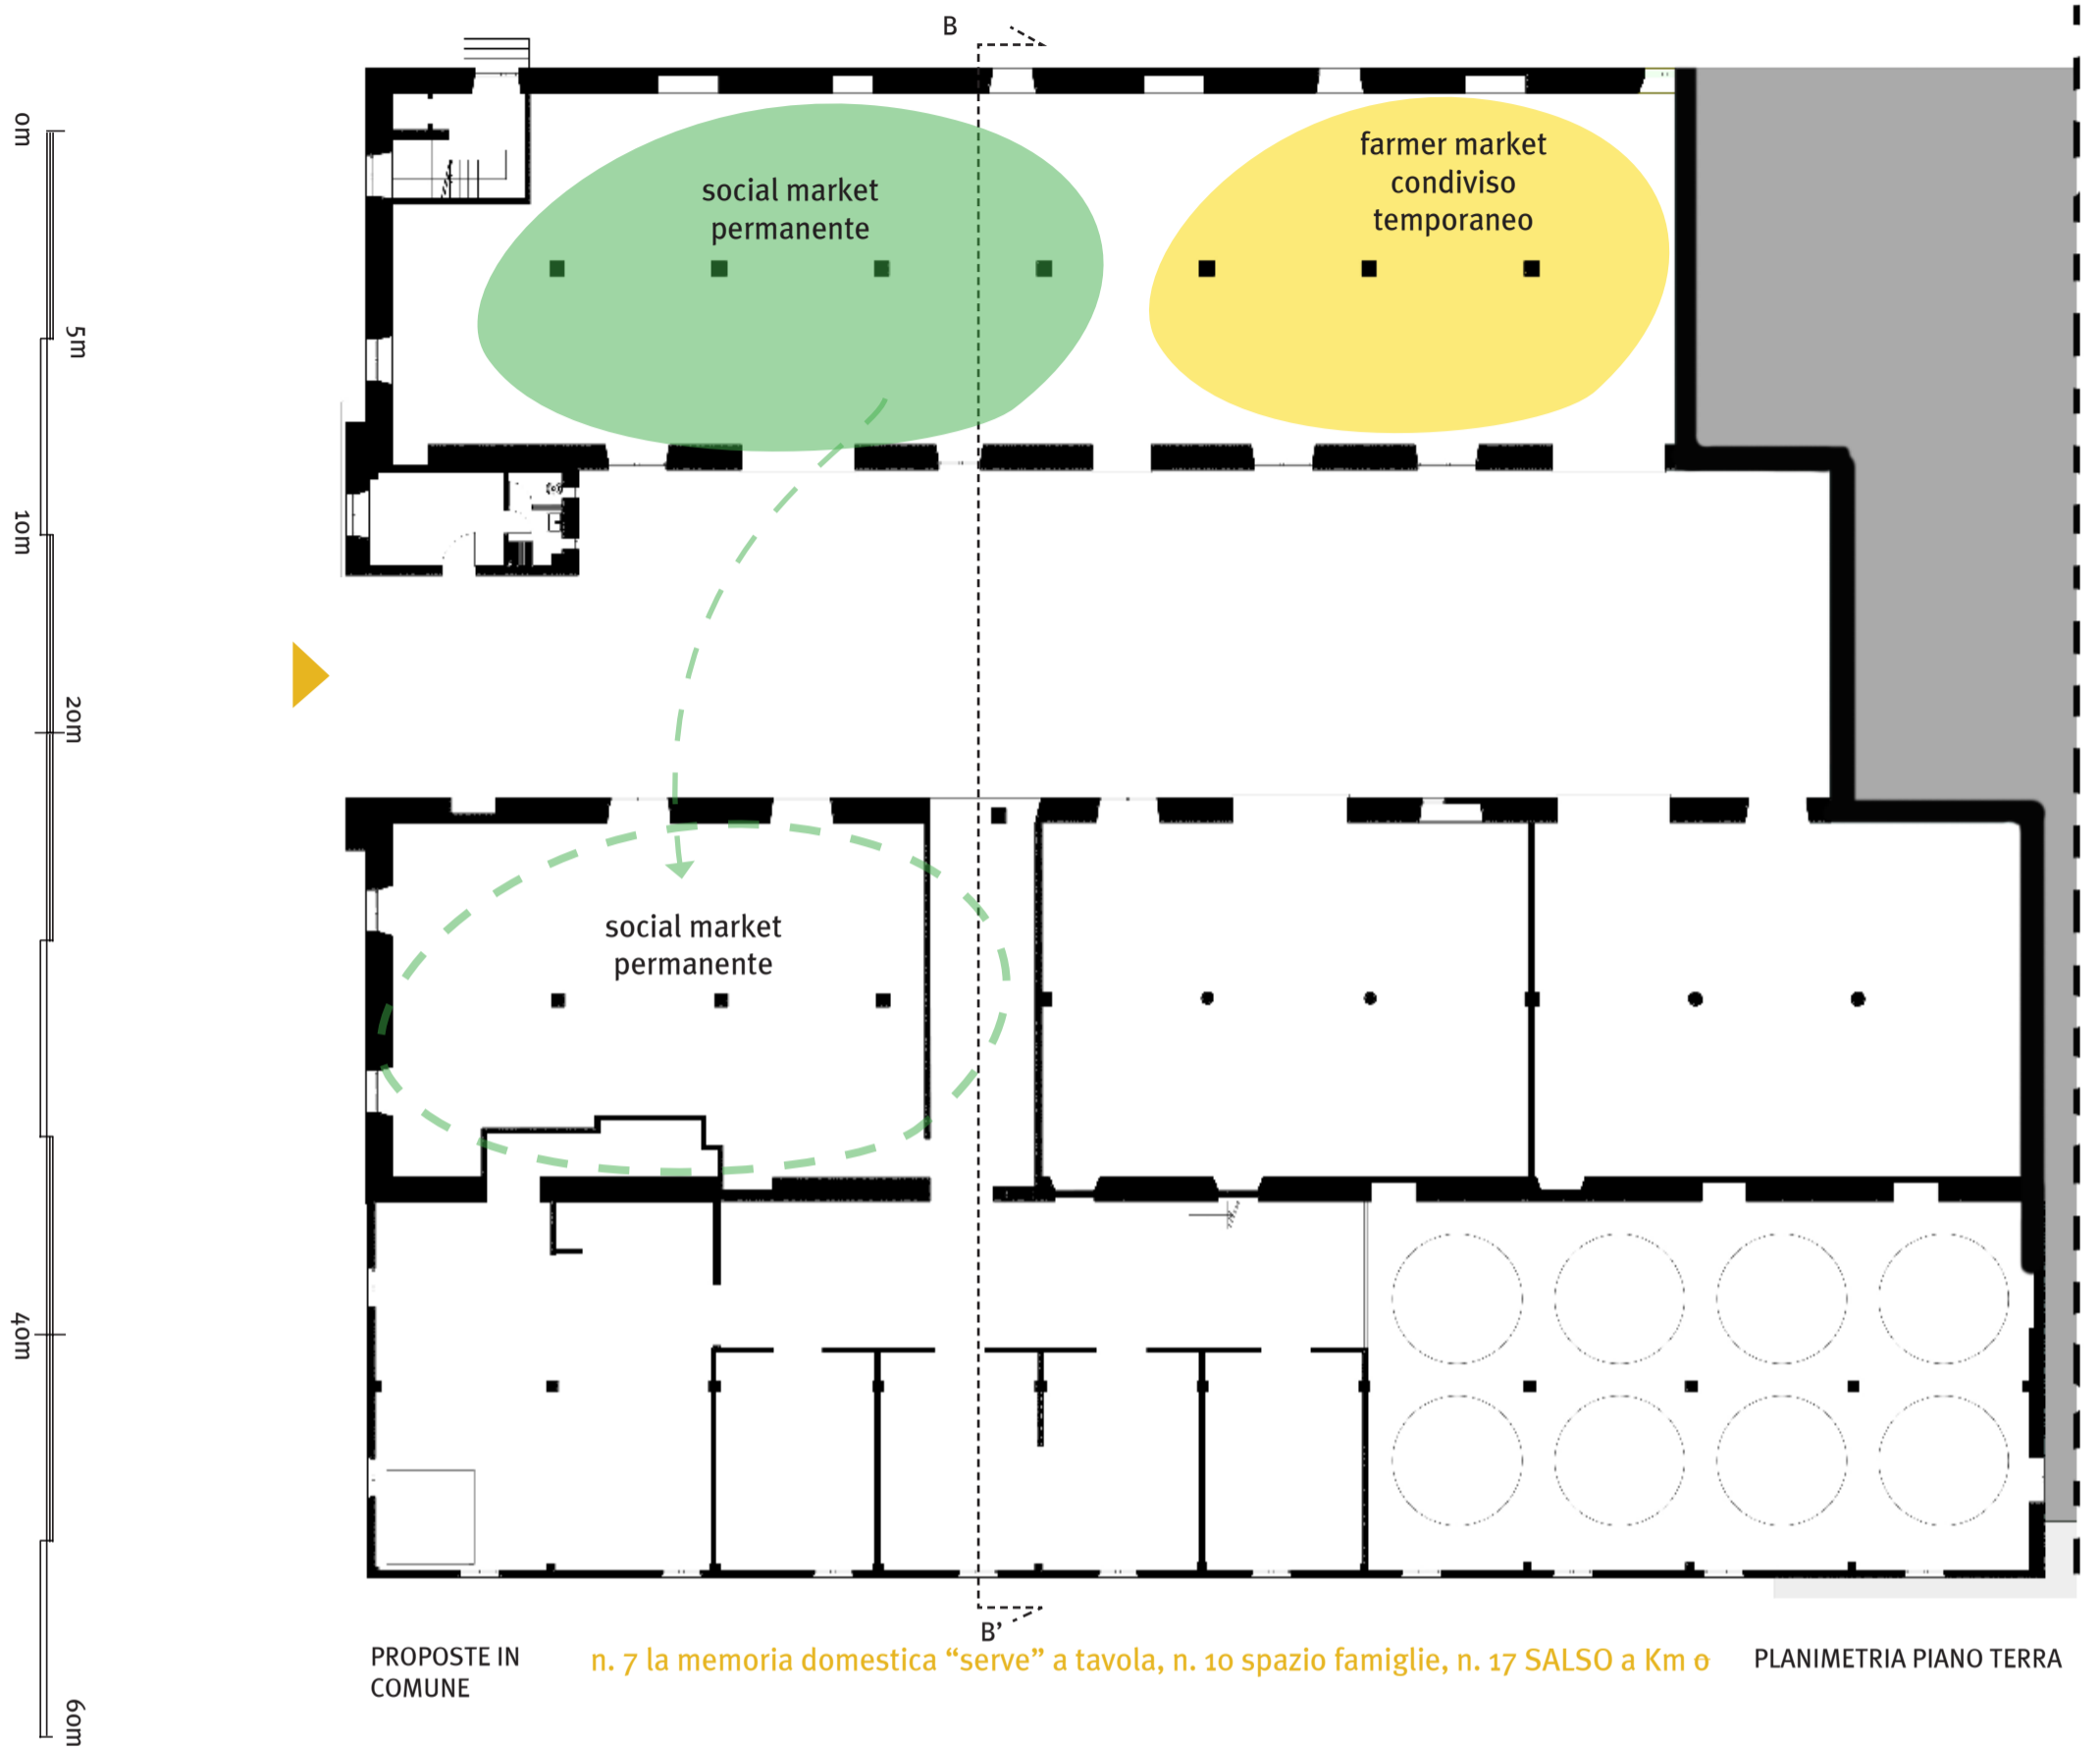 B
social market
permanente
farmer market
condiviso
temporaneo
0m
5m
10m
20m
40m
60m
social market
permanente
B’
PROPOSTE IN
COMUNE
n. 7 la memoria domestica “serve” a tavola, n. 10 spazio famiglie, n. 17 SALSO a Km 0
PLANIMETRIA PIANO TERRA